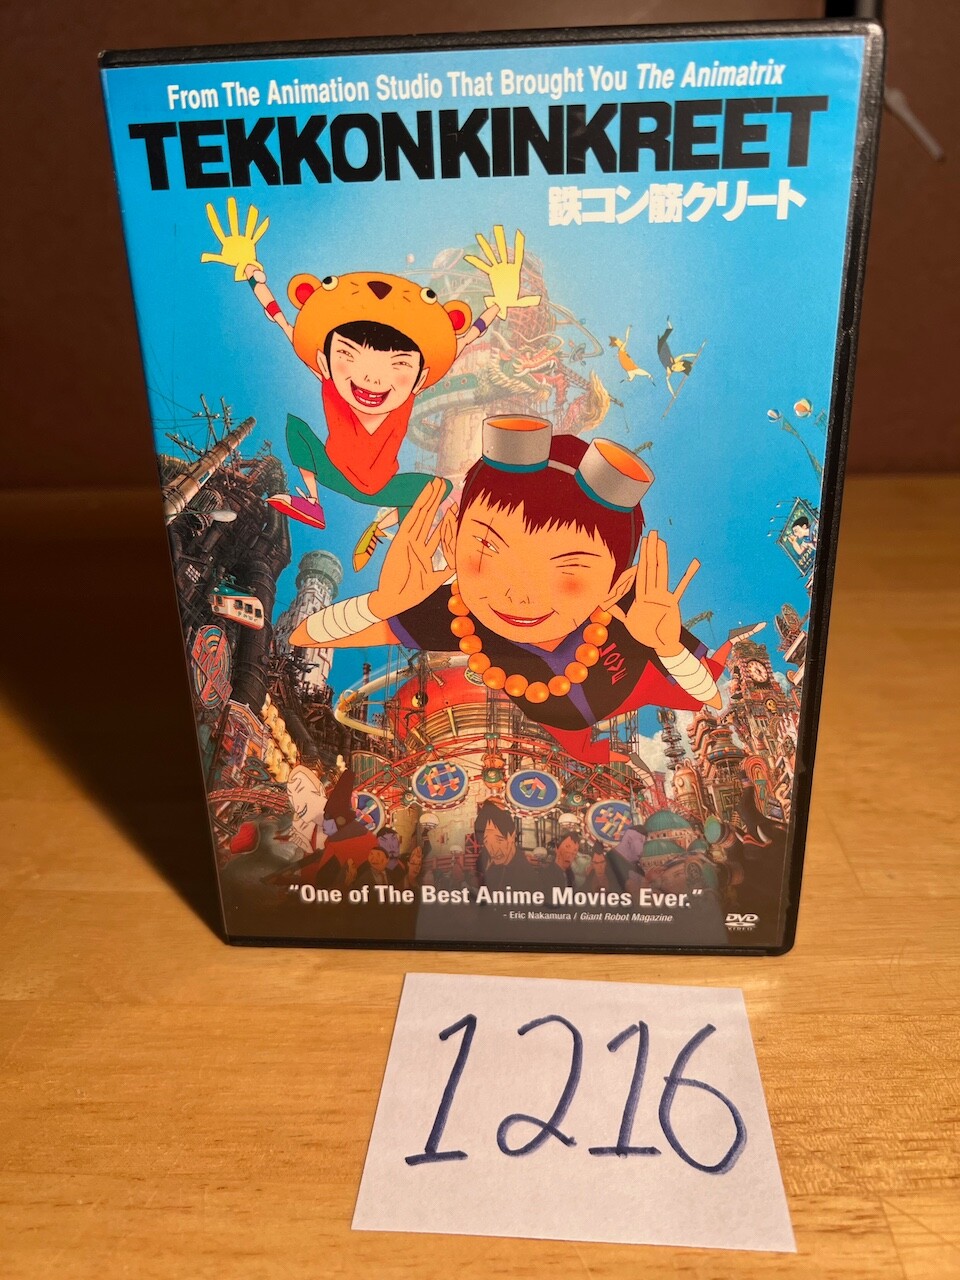 From The Animation Studio That Brought You The Animatrix
TEKKONKINKREET
鉄コン筋クリート
"One of The Best Anime Movies Ever."
- Eric Nakamura / Giant Robot Magazine
DVD
VIDEO
1216